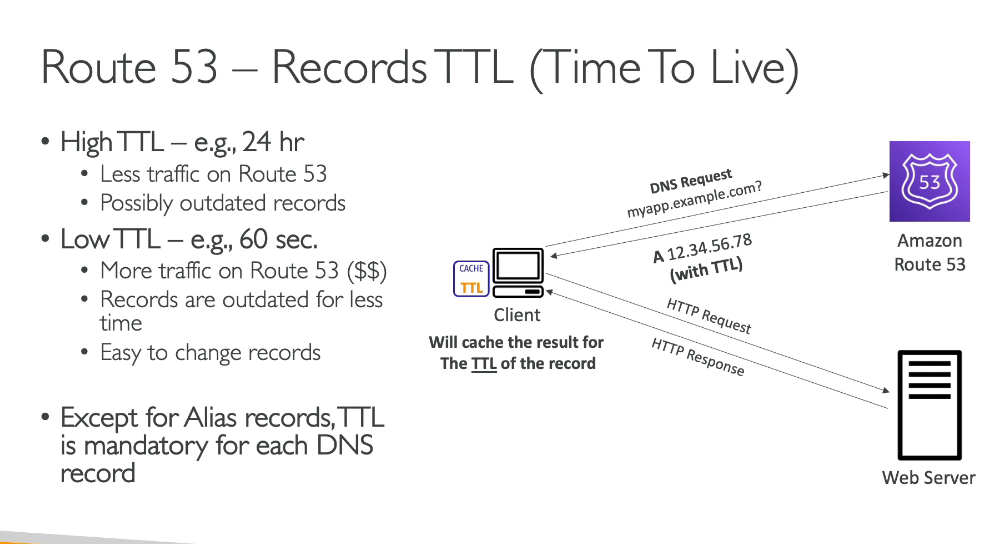 Route 53 – Records TTL (Time To Live)
• High TTL – e.g., 24 hr
• Less traffic on Route 53
• Possibly outdated records
• Low TTL – e.g., 60 sec.
• More traffic on Route 53 ($$)
• Records are outdated for less
time
• Easy to change records
• Except for Alias records, TTL
is mandatory for each DNS
record
DNS Request
myapp.example.com?
A 12.34.56.78
(with TTL)
53
Amazon
Route 53
CACHE
TTL
Client
Will cache the result for
The TTL of the record
HTTP Request
HTTP Response
Web Server